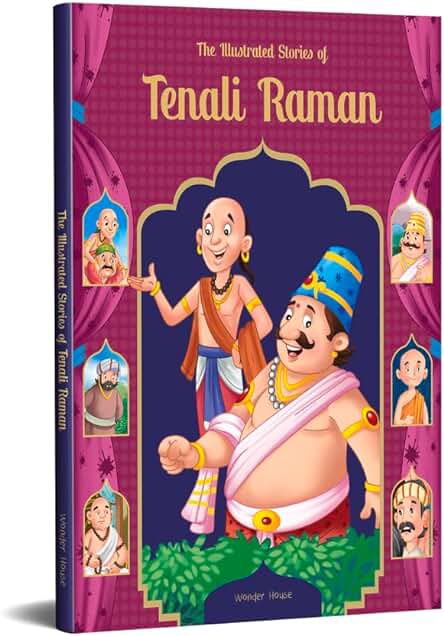 The Illustrated Stories of
Tenali Raman
Wonder House
The Illustrated Stories of Tenali Raman
Wonder House